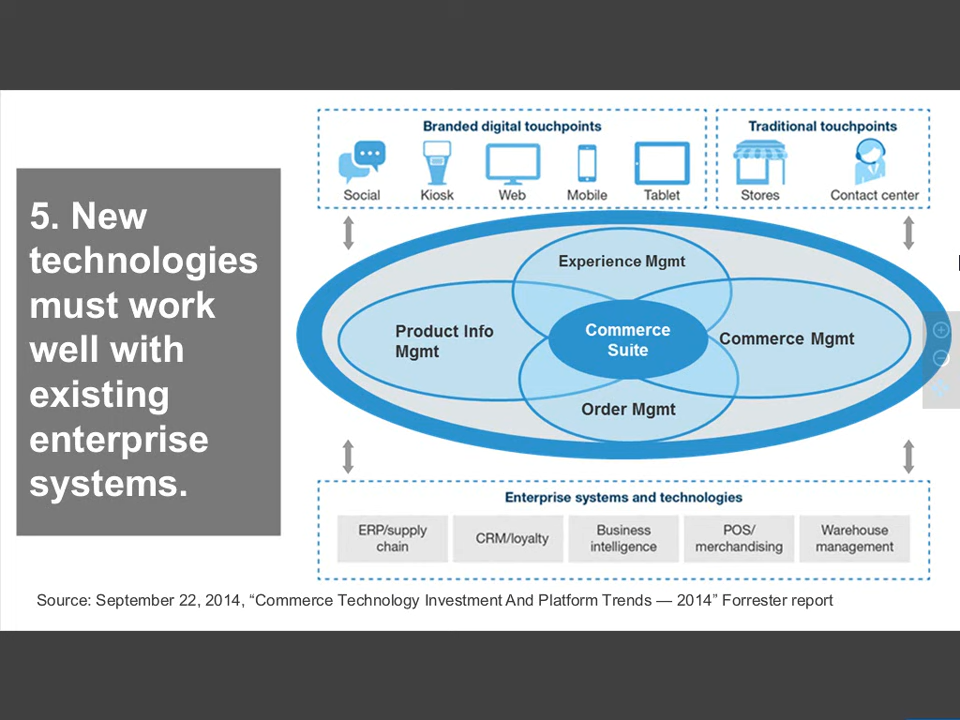 5. New
technologies
must work
well with
existing
enterprise
systems.
Branded digital touchpoints
Social
Kiosk
Web
Mobile
Tablet
Traditional touchpoints
Stores
Contact center
Experience Mgmt
Product Info
Mgmt
Commerce
Suite
Commerce Mgmt
Order Mgmt
Enterprise systems and technologies
ERP/supply
chain
CRM/loyalty
Business
intelligence
POS/
merchandising
Warehouse
management
Source: September 22, 2014, “Commerce Technology Investment And Platform Trends — 2014” Forrester report